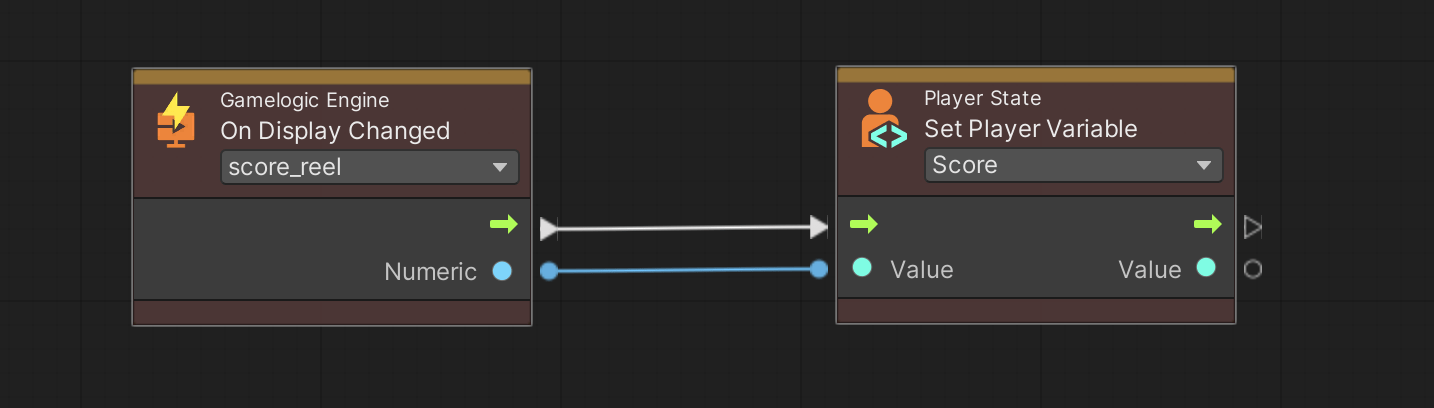 Gamelogic Engine
On Display Changed
score_reel
Numeric
Player State
Set Player Variable
Score
Value Value